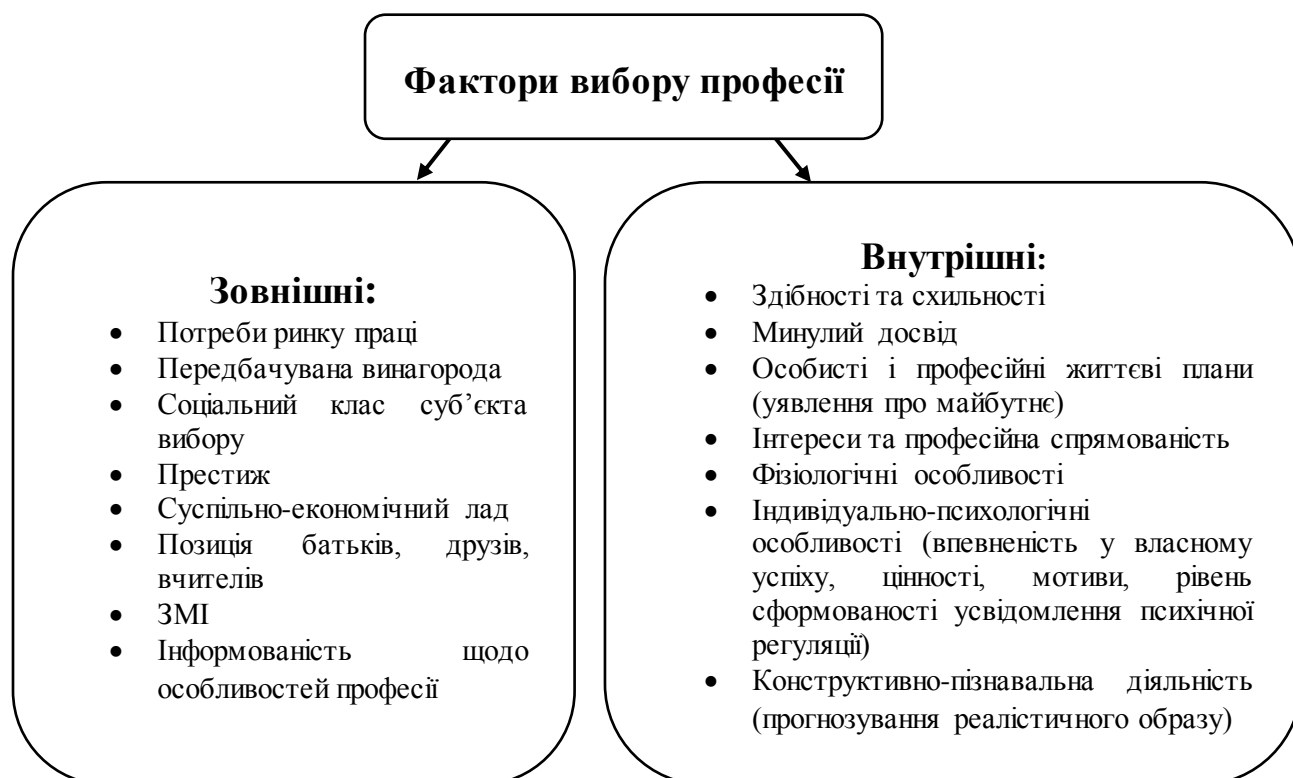 Фактори вибору професії
Зовнішні:
• Потреби ринку праці
• Передбачувана винагорода
• Соціальний клас суб’єкта
вибору
• Престиж
• Суспільно-економічний лад
• Позиція батьків, друзів,
вчителів
• ЗМІ
• Інформованість щодо
особливостей професії
Внутрішні:
• Здібності та схильності
• Минулий досвід
• Особисті і професійні життєві плани
(уявлення про майбутнє)
• Інтереси та професійна спрямованість
• Фізіологічні особливості
• Індивідуально-психологічні
особливості (впевненість у власному
успіху, цінності, мотиви, рівень
сформованості усвідомлення психічної
регуляції)
• Конструктивно-пізнавальна діяльність
(прогнозування реалістичного образу)